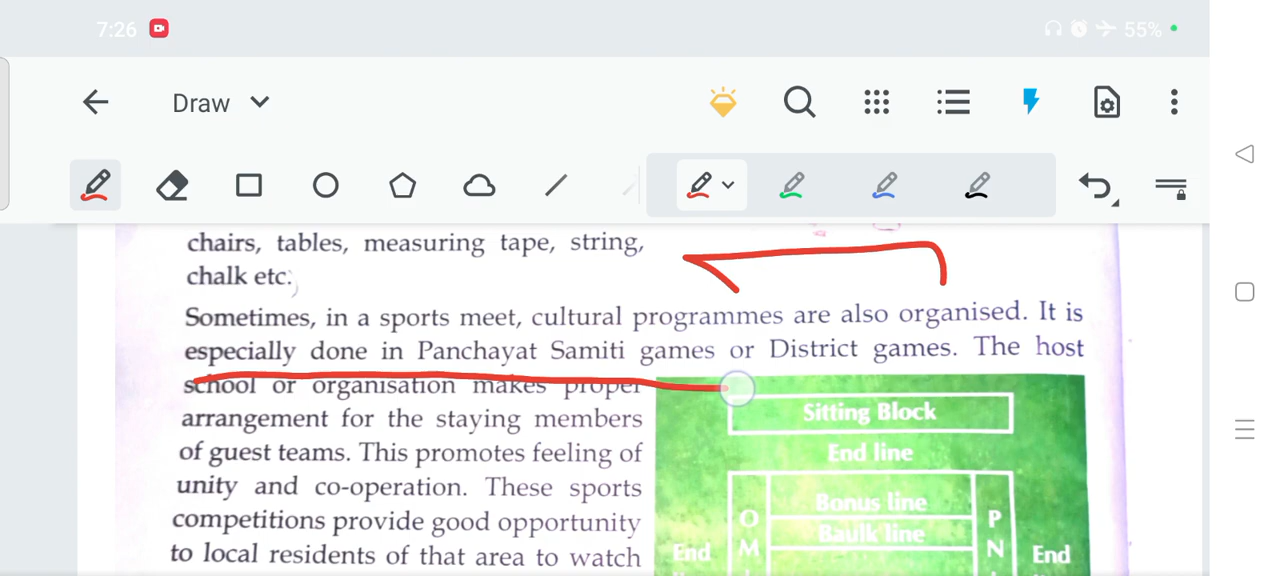 7:26
55%
Draw
chairs, tables, measuring tape, string,
chalk etc.
Sometimes, in a sports meet, cultural programmes are also organised. It is
especially done in Panchayat Samiti games or District games. The host
school or organisation makes proper
arrangement for the staying members
of guest teams. This promotes feeling of
unity and co-operation. These sports
competitions provide good opportunity
to local residents of that area to watch
Sitting Block
End line
Bonus line
Baulk line
O
M
P
N
End
End